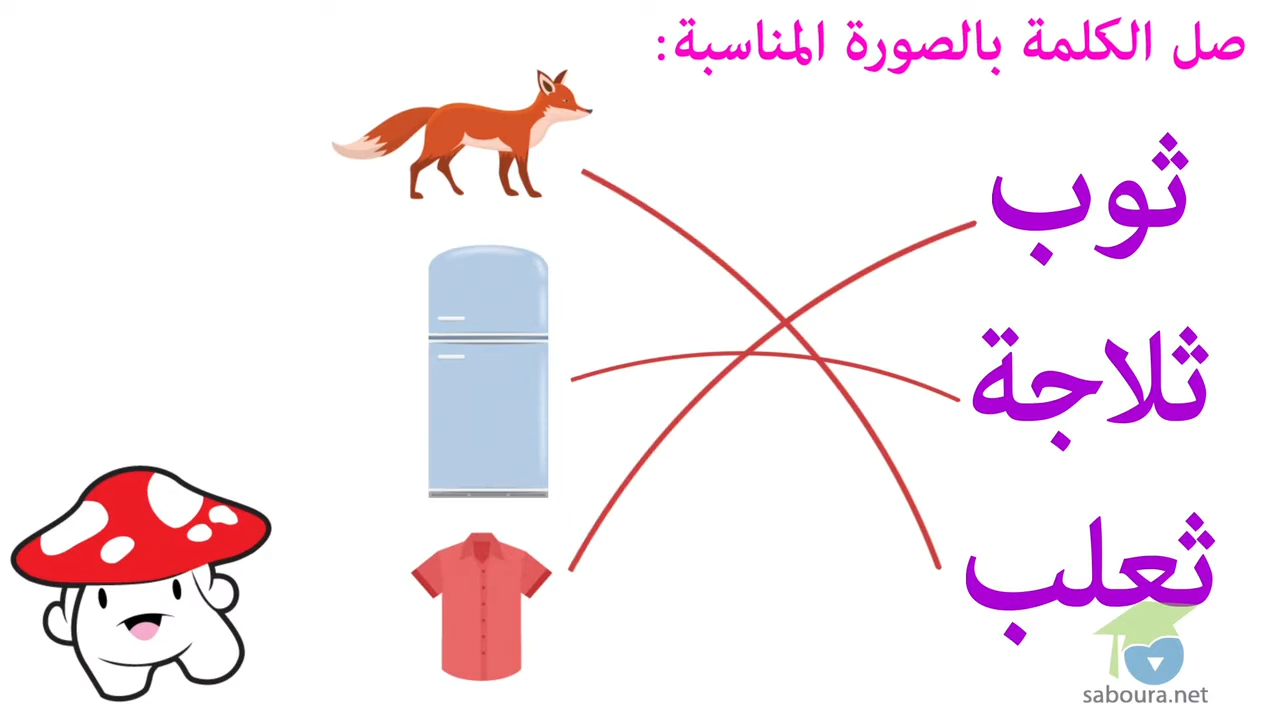 صل الكلمة بالصورة المناسبة:
ثوب
ثلاجة
ثعلب
saboura.net